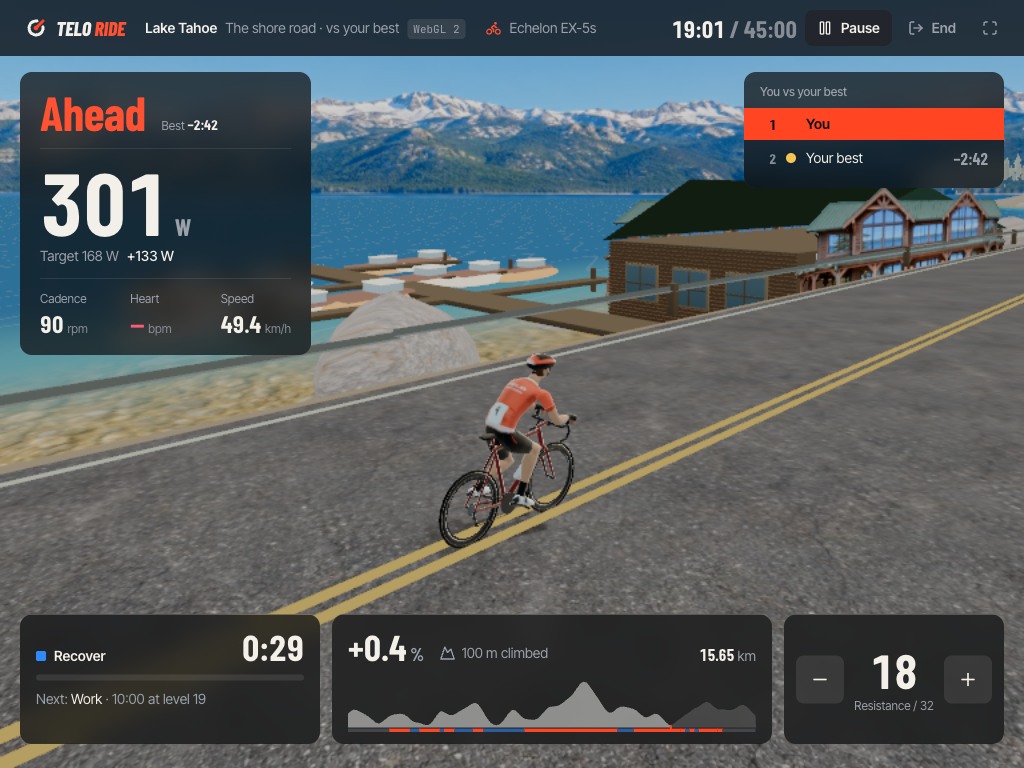 TELO RIDE Lake Tahoe The shore road · vs your best WebGL 2 Echelon EX-5s 19:01 / 45:00 Pause End
Ahead Best −2:42
301 W
Target 168 W +133 W
Cadence Heart Speed
90 rpm — bpm 49.4 km/h
You vs your best
1 You
2 Your best −2:42
Recover 0:29
Next: Work · 10:00 at level 19
+0.4 % 100 m climbed 15.65 km
− 18 +
Resistance / 32